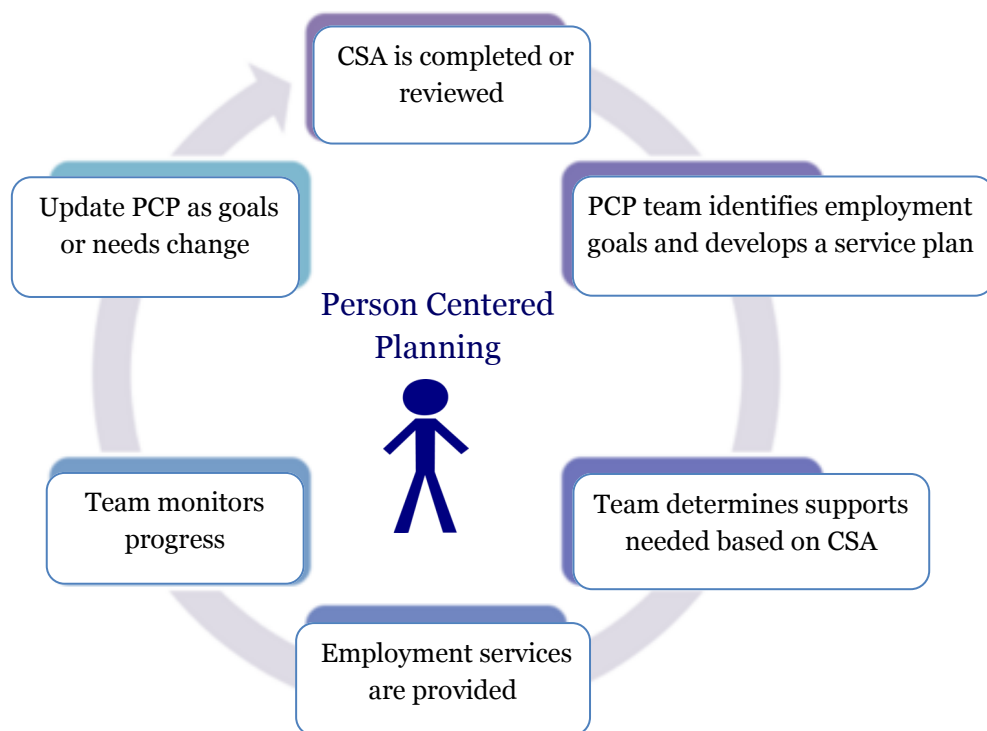 CSA is completed or
reviewed
PCP team identifies employment
goals and develops a service plan
Team determines supports
needed based on CSA
Employment services
are provided
Team monitors
progress
Update PCP as goals
or needs change
Person Centered
Planning